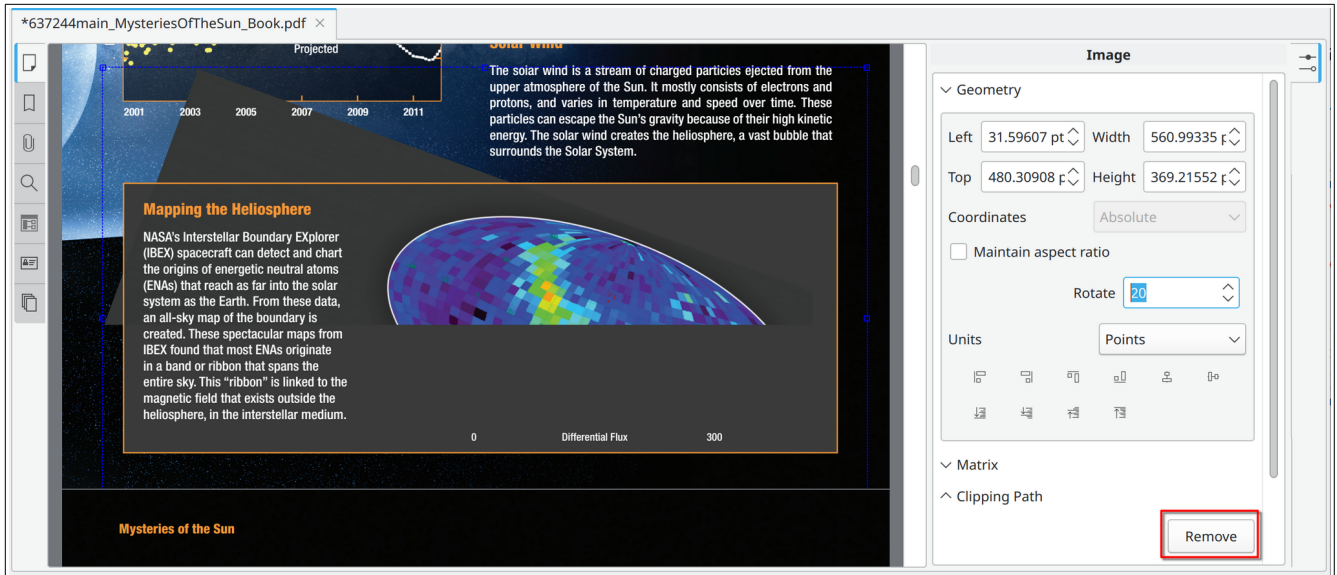 *637244main_MysteriesOfTheSun_Book.pdf
Projected
2001 2003 2005 2007 2009 2011
Solar Wind
The solar wind is a stream of charged particles ejected from the
upper atmosphere of the Sun. It mostly consists of electrons and
protons, and varies in temperature and speed over time. These
particles can escape the Sun’s gravity because of their high kinetic
energy. The solar wind creates the heliosphere, a vast bubble that
surrounds the Solar System.
Mapping the Heliosphere
NASA’s Interstellar Boundary EXplorer
(IBEX) spacecraft can detect and chart
the origins of energetic neutral atoms
(ENAs) that reach as far into the solar
system as the Earth. From these data,
an all-sky map of the boundary is
created. These spectacular maps from
IBEX found that most ENAs originate
in a band or ribbon that spans the
entire sky. This “ribbon” is linked to the
magnetic field that exists outside the
heliosphere, in the interstellar medium.
0 Differential Flux 300
Mysteries of the Sun
Image
Geometry
Left 31.59607 pt Width 560.99335 p
Top 480.30908 p Height 369.21552 p
Coordinates Absolute
Maintain aspect ratio
Rotate 20
Units Points
Matrix
Clipping Path
Remove